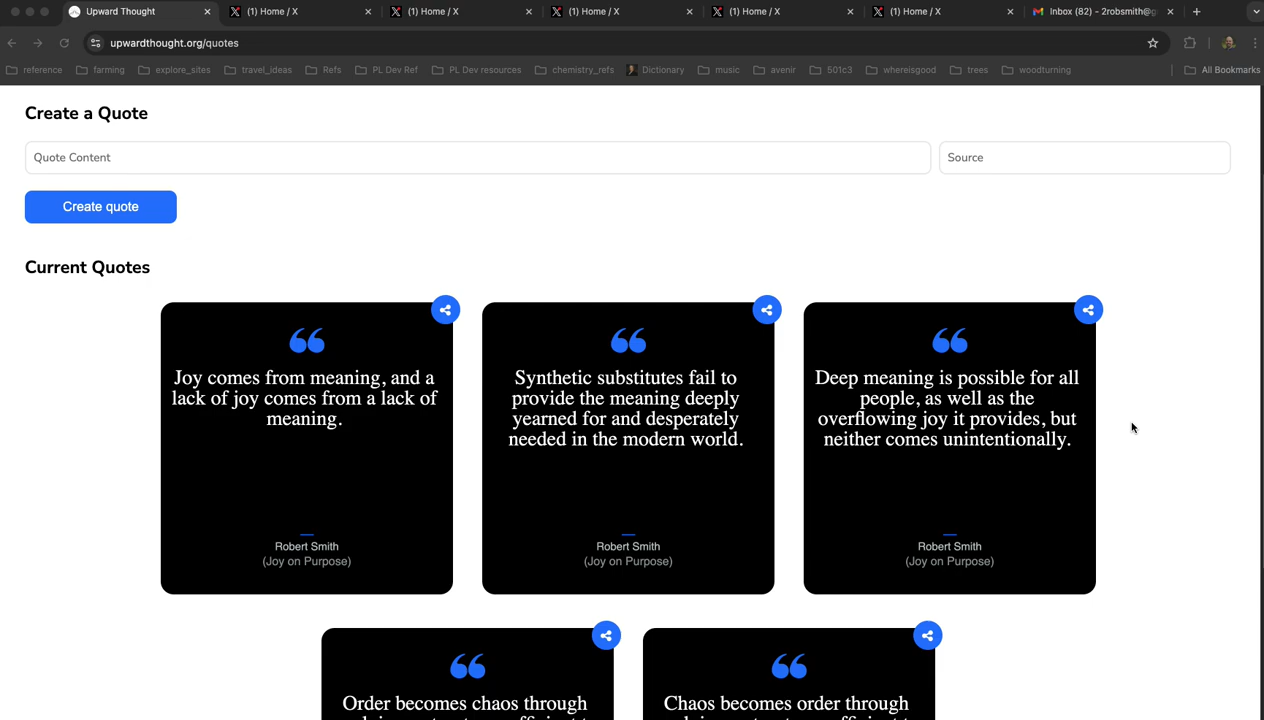 Upward Thought
(1) Home / X
(1) Home / X
(1) Home / X
(1) Home / X
(1) Home / X
Inbox (82) - 2robsmith@g
upwardthought.org/quotes
reference
farming
explore_sites
travel_ideas
Refs
PL Dev Ref
PL Dev resources
chemistry_refs
Dictionary
music
avenir
501c3
whereisgood
trees
woodturning
All Bookmarks
Create a Quote
Quote Content
Source
Create quote
Current Quotes
Joy comes from meaning, and a
lack of joy comes from a lack of
meaning.
Robert Smith
(Joy on Purpose)
Synthetic substitutes fail to
provide the meaning deeply
yearned for and desperately
needed in the modern world.
Robert Smith
(Joy on Purpose)
Deep meaning is possible for all
people, as well as the
overflowing joy it provides, but
neither comes unintentionally.
Robert Smith
(Joy on Purpose)
Order becomes chaos through
Chaos becomes order through